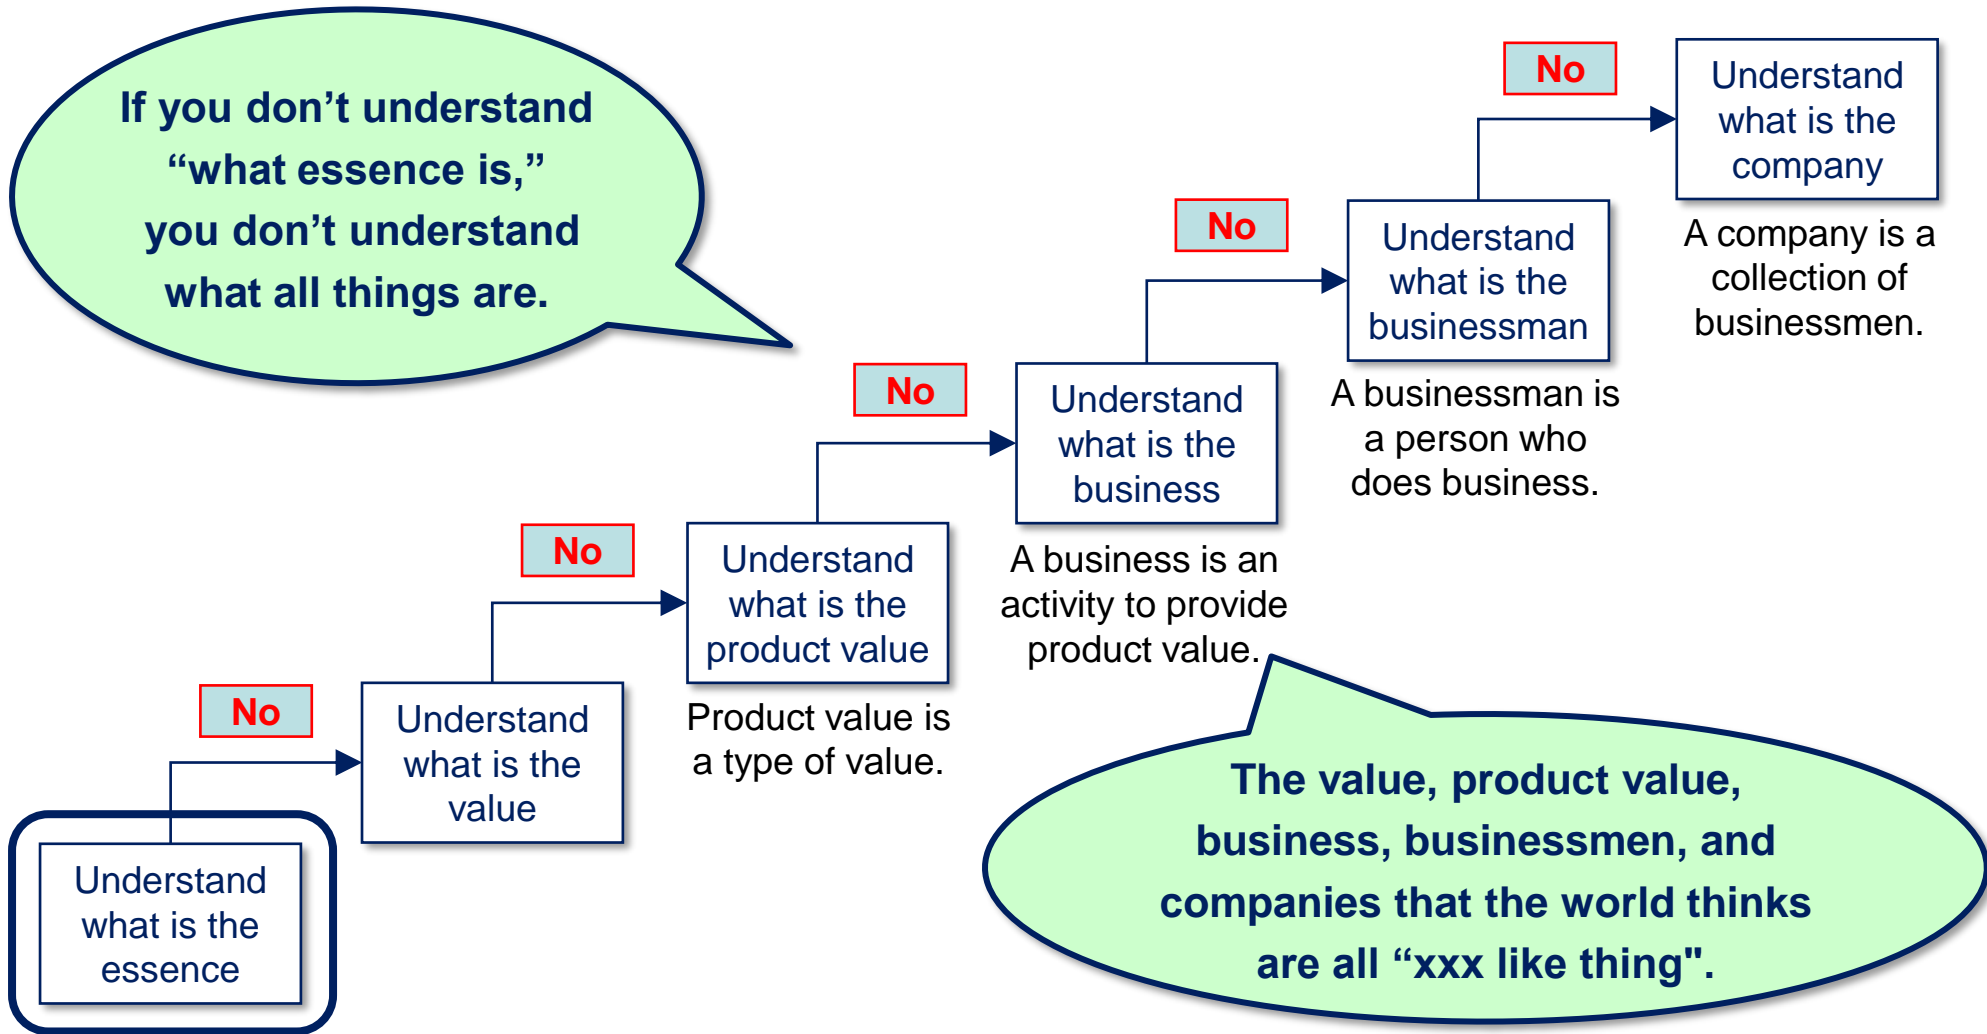 If you don’t understand
“what essence is,”
you don’t understand
what all things are.
No
Understand
what is the
company
A company is a
collection of
businessmen.
No
Understand
what is the
businessman
A businessman is
a person who
does business.
No
Understand
what is the
business
A business is an
activity to provide
product value.
No
Understand
what is the
product value
Product value is
a type of value.
No
Understand
what is the
value
Understand
what is the
essence
The value, product value,
business, businessmen, and
companies that the world thinks
are all “xxx like thing".